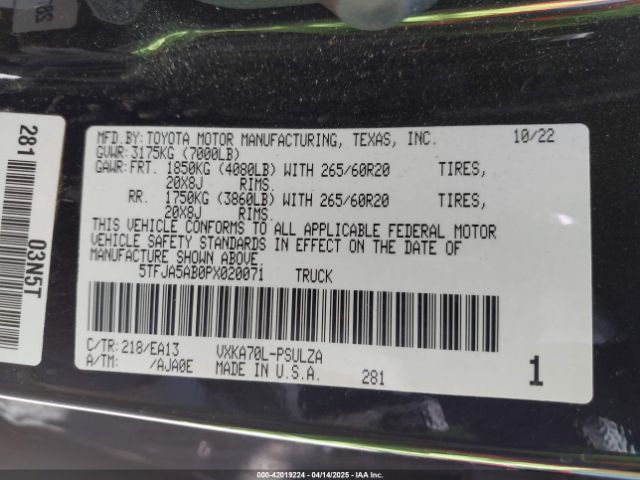 282
281
03N5T
MFD.BY:TOYOTA MOTOR MANUFACTURING, TEXAS, INC. 10/22
GVWR:3175KG (7000LB)
GAWR:FRT. 1850KG (4080LB) WITH 265/60R20 TIRES,
20X8J RIMS.
RR. 1750KG (3860LB) WITH 265/60R20 TIRES,
20X8J RIMS.
THIS VEHICLE CONFORMS TO ALL APPLICABLE FEDERAL MOTOR
VEHICLE SAFETY STANDARDS IN EFFECT ON THE DATE OF
MANUFACTURE SHOWN ABOVE.
5TFJA5AB0PX020071 TRUCK
C/TR:218/EA13 VXKA70L-PSULZA
A/TM: /AJA0E MADE IN U.S.A. 281 1
000-42019224 - 04/14/2025 - IAA Inc.